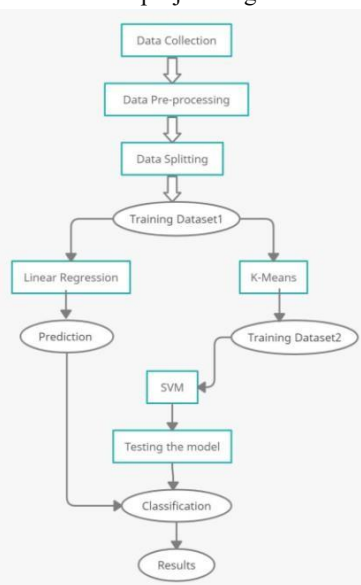 Data Collection
Data Pre-processing
Data Splitting
Training Dataset1
Linear Regression
K-Means
Prediction
Training Dataset2
SVM
Testing the model
Classification
Results